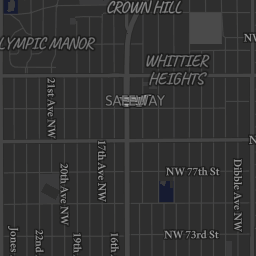 CROWN HILL
LYMPIC MANOR
NW
WHITTIER
HEIGHTS
21st Ave NW
SAFEWAY
17th Ave NW
20th Ave NW
NW 77th St
Dibble Ave NW
N
Jones
22nd
19th
16th
NW 73rd St